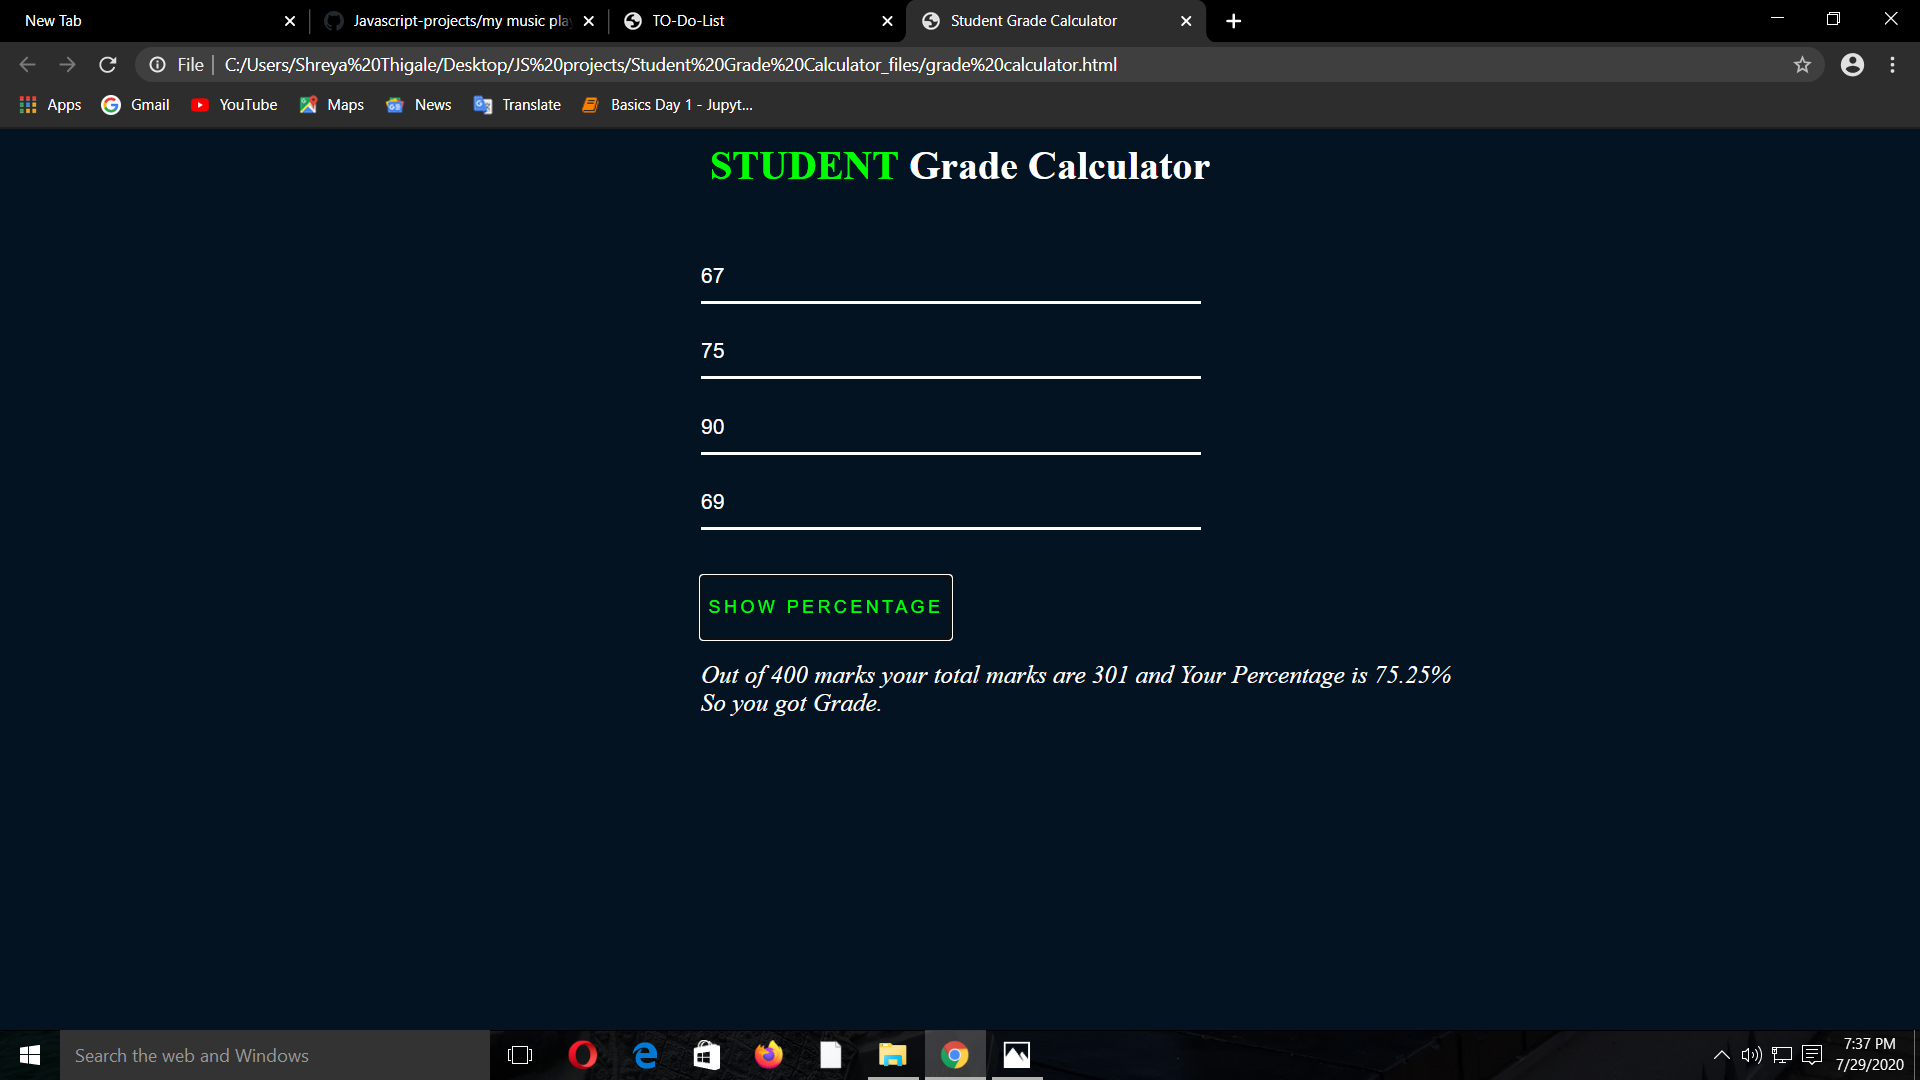 New Tab
Javascript-projects/my music pla
TO-Do-List
Student Grade Calculator
File
C:/Users/Shreya%20Thigale/Desktop/JS%20projects/Student%20Grade%20Calculator_files/grade%20calculator.html
Apps
Gmail
YouTube
Maps
News
Translate
Basics Day 1 - Jupyt...
STUDENT Grade Calculator
67
75
90
69
SHOW PERCENTAGE
Out of 400 marks your total marks are 301 and Your Percentage is 75.25%
So you got Grade.
Search the web and Windows
7:37 PM
7/29/2020